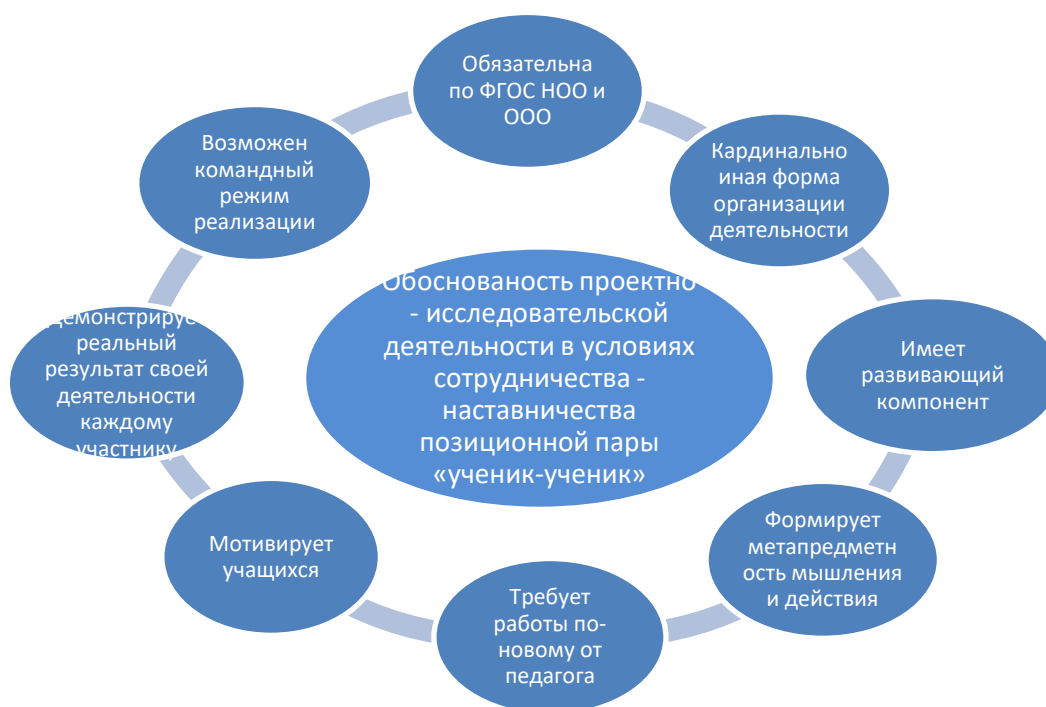 Обязательна
по ФГОС НОО и
ООО
Кардинально
иная форма
организации
деятельности
Имеет
развивающий
компонент
Формирует
метапредметн
ость мышления
и действия
Требует
работы по-
новому от
педагога
Мотивирует
учащихся
демонстрирует
реальный
результат своей
деятельности
каждому
участнику
Возможен
командный
режим
реализации
Обоснованость проектно
- исследовательской
деятельности в условиях
сотрудничества -
наставничества
позиционной пары
«ученик-ученик»